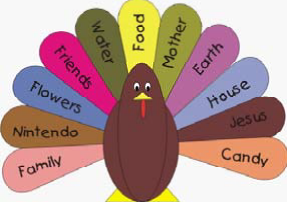 Family
Nintendo
Flowers
Friends
Water
Food
Mother
Earth
House
Jesus
Candy